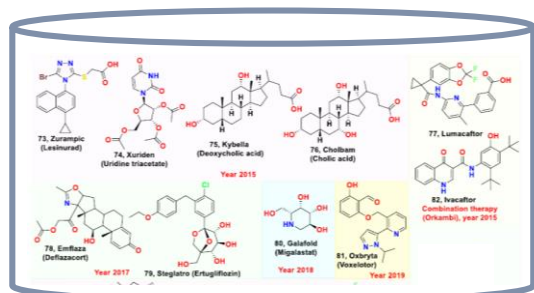 73, Zurampic
(Lesinurad)
74, Xuriden
(Uridine triacetate)
75, Kybella
(Deoxycholic acid)
76, Cholbam
(Cholic acid)
Year 2015
77, Lumacaftor
82, Ivacaftor
Combination therapy
(Orkambi), year 2015
78, Emflaza
(Deflazacort)
Year 2017
79, Steglatro (Ertugliflozin)
80, Galafold
(Migalastat)
Year 2018
81, Oxbryta
(Voxelotor)
Year 2019